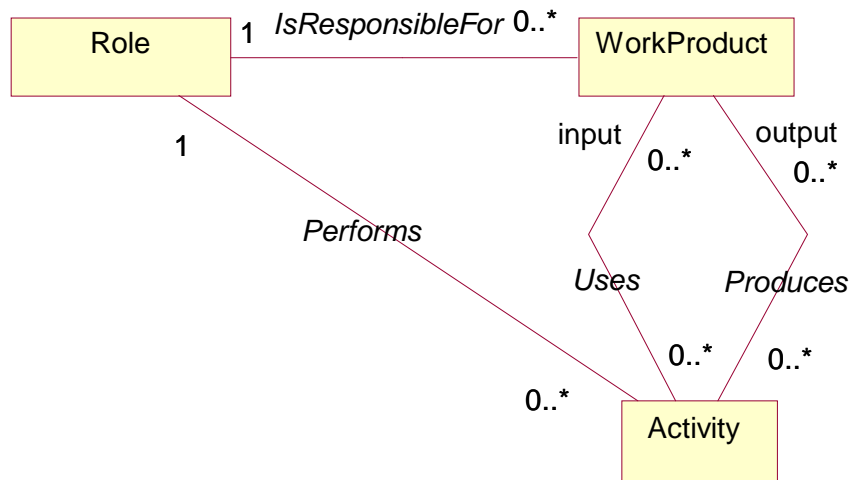 Role
1
IsResponsibleFor
0..*
WorkProduct
input
output
1
0..*
0..*
Performs
Uses
Produces
0..*
0..*
0..*
Activity